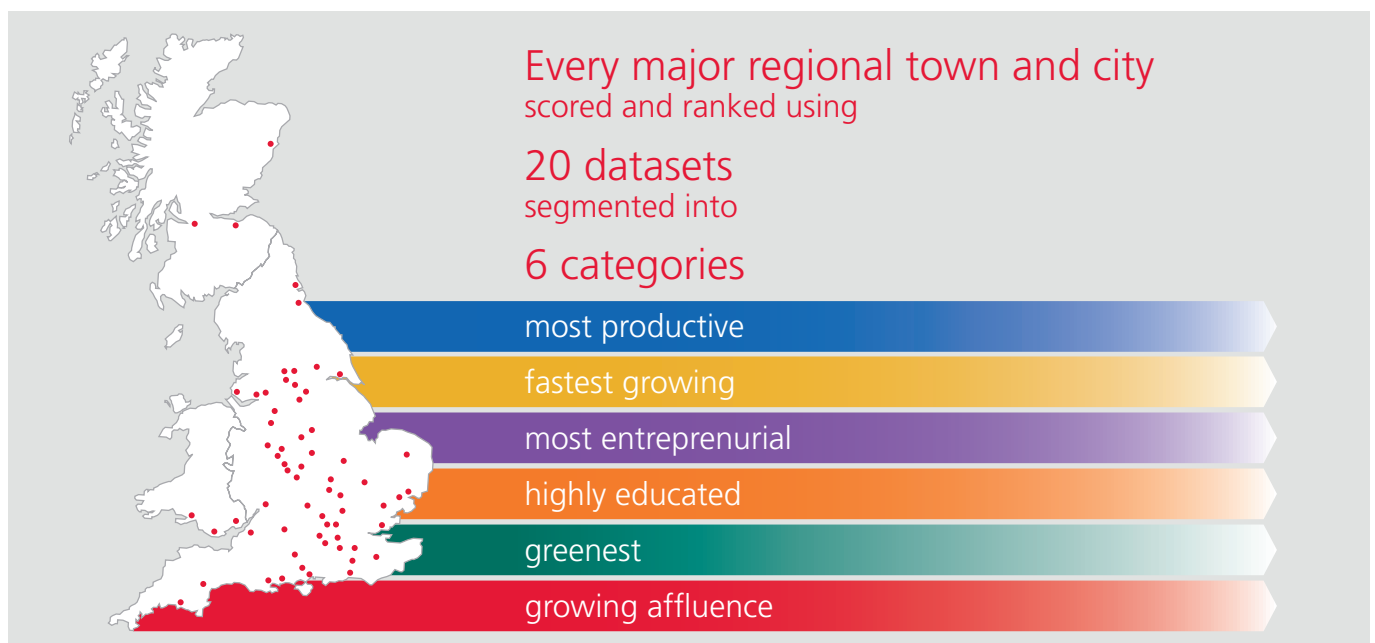 Every major regional town and city
scored and ranked using
20 datasets
segmented into
6 categories
most productive
fastest growing
most entreprenurial
highly educated
greenest
growing affluence